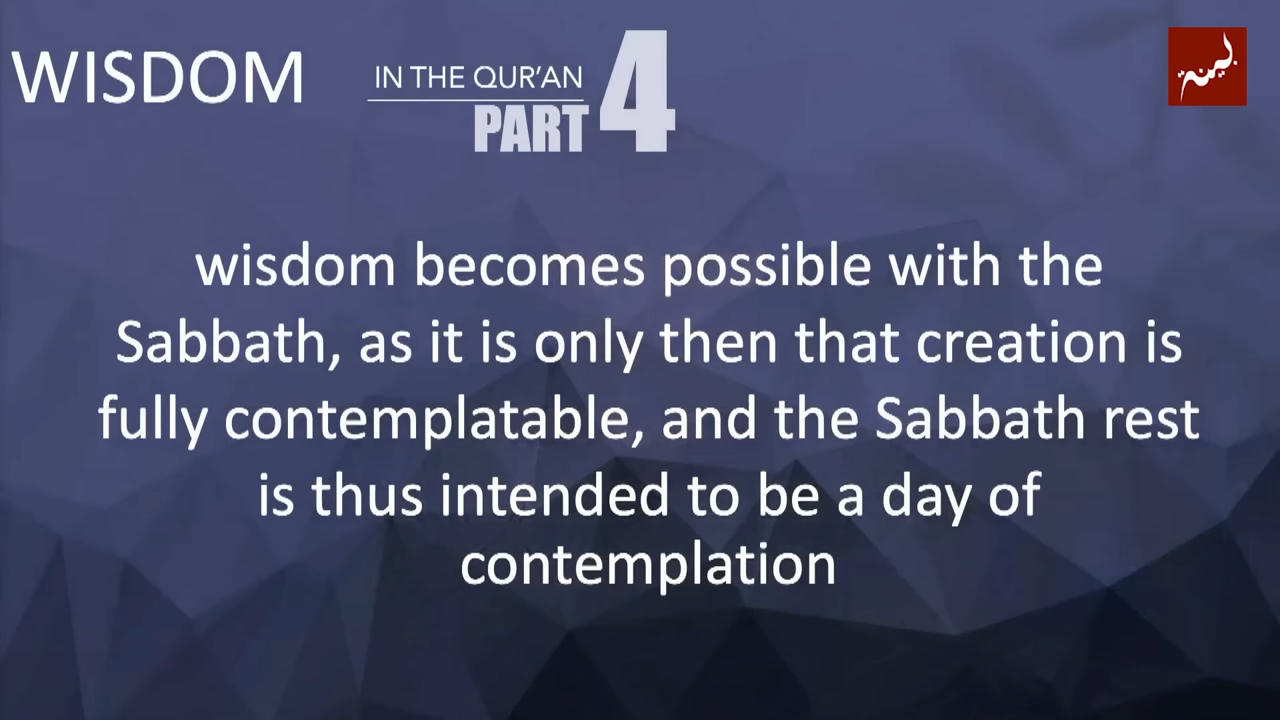 WISDOM
IN THE QUR'AN
PART 4
بينة
wisdom becomes possible with the
Sabbath, as it is only then that creation is
fully contemplatable, and the Sabbath rest
is thus intended to be a day of
contemplation